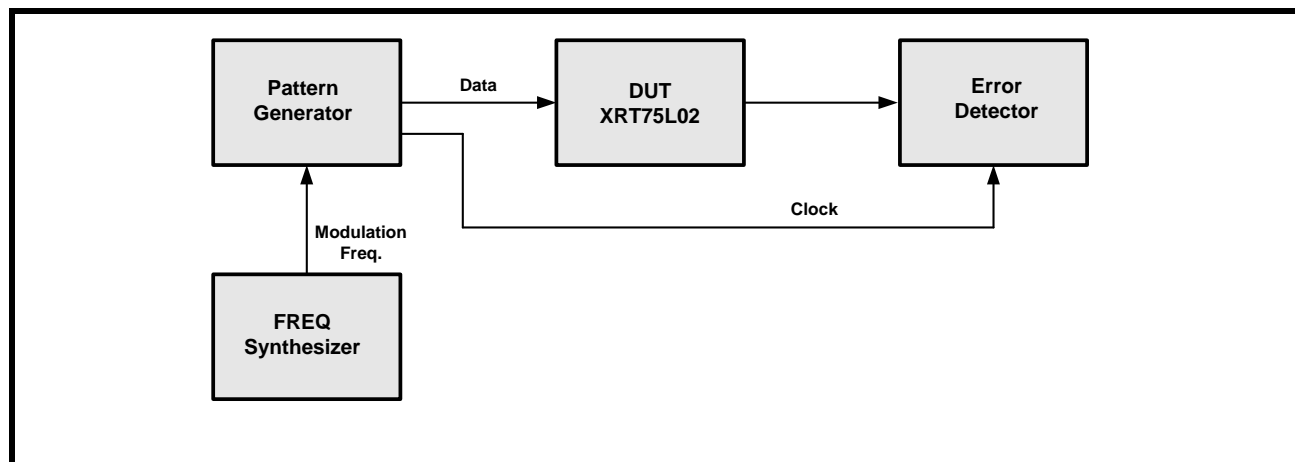 Pattern
Generator
Data
DUT
XRT75L02
Error
Detector
Clock
Modulation
Freq.
FREQ
Synthesizer